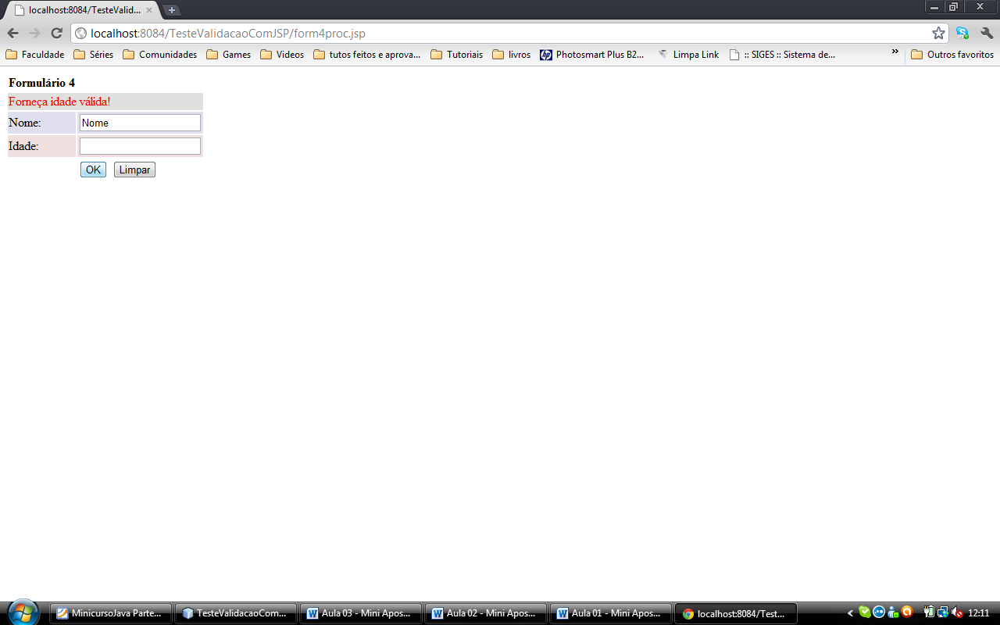 localhost:8084/TesteValid...
localhost:8084/TesteValidacaoComJSP/form4proc.jsp
Faculdade Séries Comunidades Games Videos tutos feitos e aprova... Tutoriais livros hp Photosmart Plus B2... Limpa Link :: SIGES :: Sistema de... » Outros favoritos
Formulário 4
Forneça idade válida!
Nome: Nome
Idade:
OK Limpar
MinicursoJava Parte... TesteValidacaoCom... Aula 03 - Mini Apos... Aula 02 - Mini Apos... Aula 01 - Mini Apos... localhost:8084/Test... 12:11